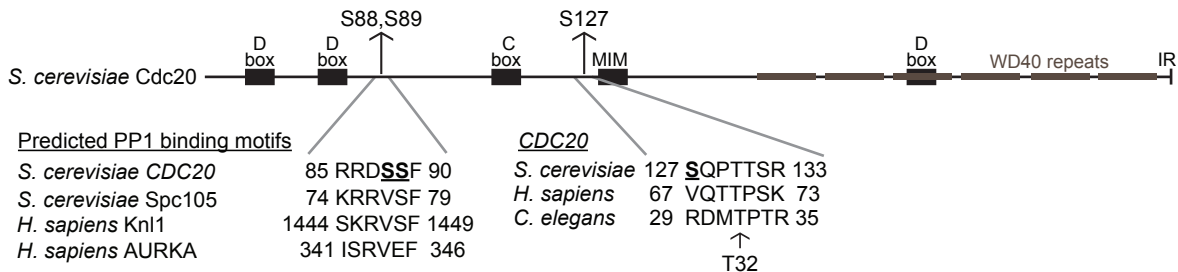 S88,S89
S127
D
box
D
box
C
box
MIM
D
box
WD40 repeats
IR
S. cerevisiae Cdc20
Predicted PP1 binding motifs
S. cerevisiae CDC20 85 RRDSSF 90
S. cerevisiae Spc105 74 KRRVSF 79
H. sapiens Knl1 1444 SKRVSF 1449
H. sapiens AURKA 341 ISRVEF 346
CDC20
S. cerevisiae 127 SQPTTSR 133
H. sapiens 67 VQTTPSK 73
C. elegans 29 RDMTPTR 35
T32